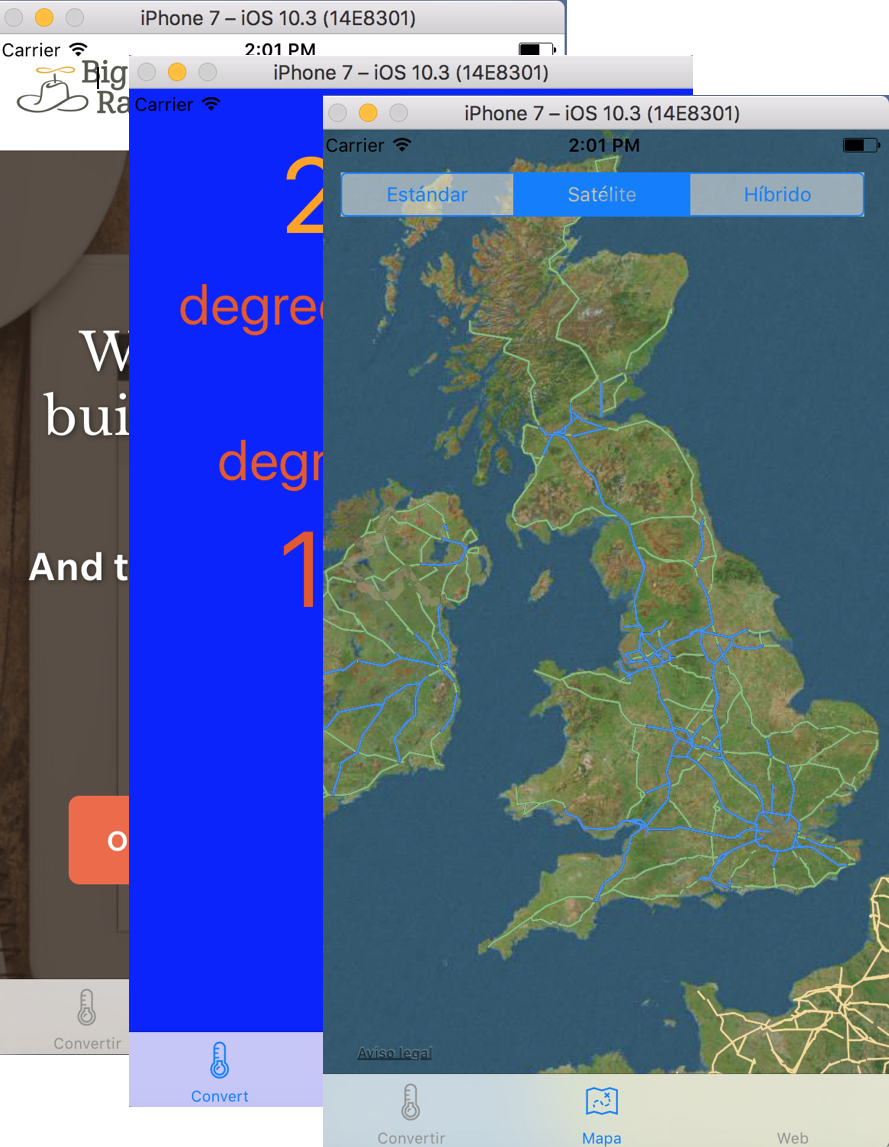 iPhone 7 – iOS 10.3 (14E8301)
Carrier 2:01 PM
Big
Ra
W
bui
And t
o
Convertir
iPhone 7 – iOS 10.3 (14E8301)
Carrier
2
degree
degr
1
Convert
iPhone 7 – iOS 10.3 (14E8301)
Carrier 2:01 PM
Estándar Satélite Híbrido
Aviso legal
Convertir Mapa Web